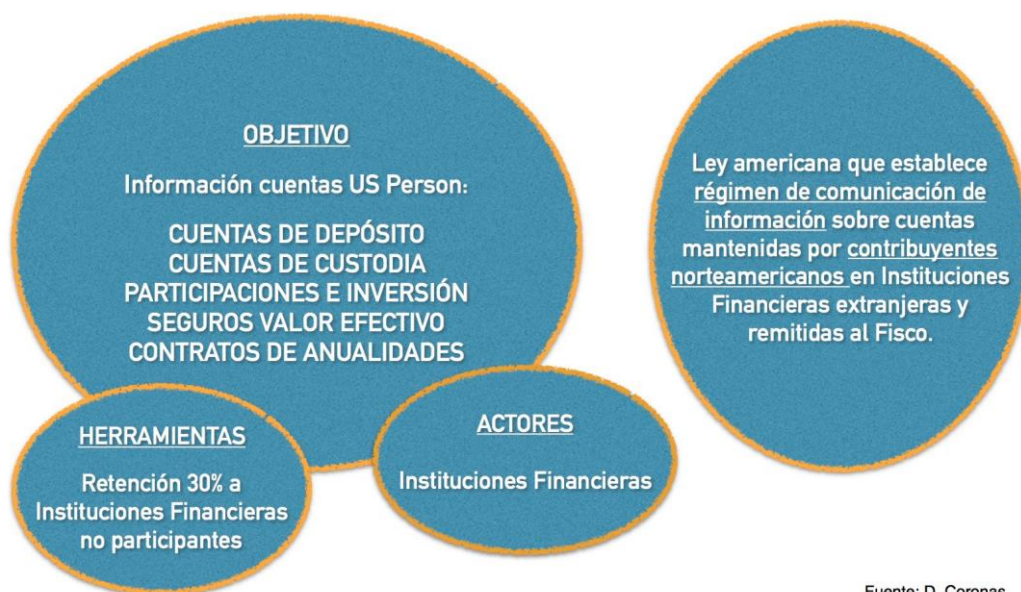 OBJETIVO
Información cuentas US Person:
CUENTAS DE DEPÓSITO
CUENTAS DE CUSTODIA
PARTICIPACIONES E INVERSIÓN
SEGUROS VALOR EFECTIVO
CONTRATOS DE ANUALIDADES
HERRAMIENTAS
Retención 30% a
Instituciones Financieras
no participantes
ACTORES
Instituciones Financieras
Ley americana que establece
régimen de comunicación de
información sobre cuentas
mantenidas por contribuyentes
norteamericanos en Instituciones
Financieras extranjeras y
remitidas al Fisco.
Fuente: D. Coronas